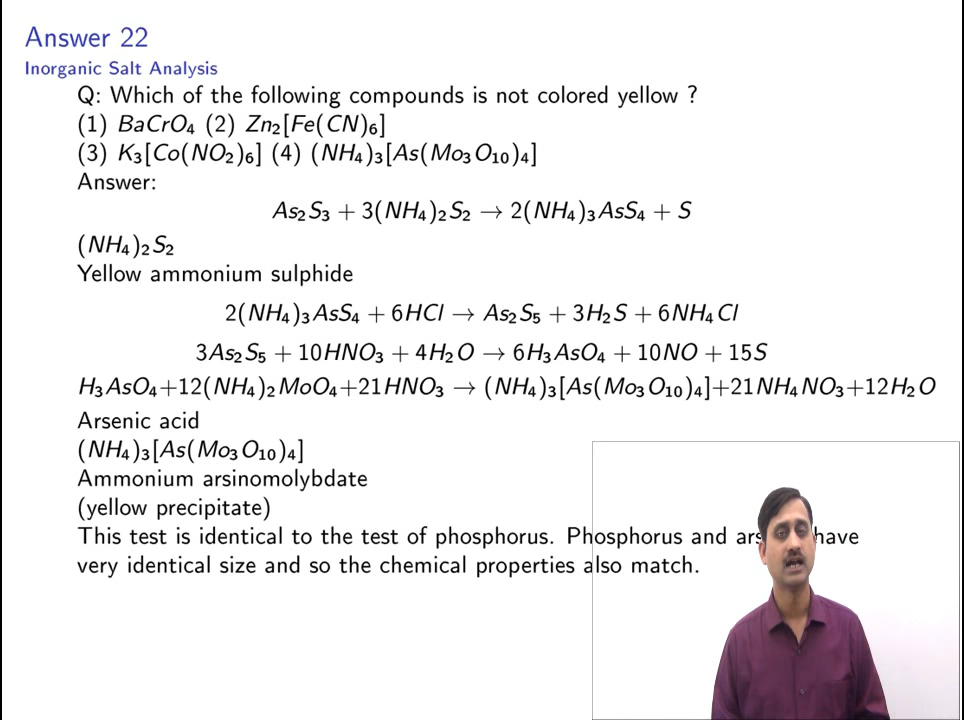 Answer 22
Inorganic Salt Analysis
Q: Which of the following compounds is not colored yellow ?
(1) BaCrO₄ (2) Zn₂[Fe(CN)₆]
(3) K₃[Co(NO₂)₆] (4) (NH₄)₃[As(Mo₃O₁₀)₄]
Answer:
As₂S₃ + 3(NH₄)₂S₂ → 2(NH₄)₃AsS₄ + S
(NH₄)₂S₂
Yellow ammonium sulphide
2(NH₄)₃AsS₄ + 6HCl → As₂S₅ + 3H₂S + 6NH₄Cl
3As₂S₅ + 10HNO₃ + 4H₂O → 6H₃AsO₄ + 10NO + 15S
H₃AsO₄+12(NH₄)₂MoO₄+21HNO₃ → (NH₄)₃[As(Mo₃O₁₀)₄]+21NH₄NO₃+12H₂O
Arsenic acid
(NH₄)₃[As(Mo₃O₁₀)₄]
Ammonium arsinomolybdate
(yellow precipitate)
This test is identical to the test of phosphorus. Phosphorus and have
very identical size and so the chemical properties also match.